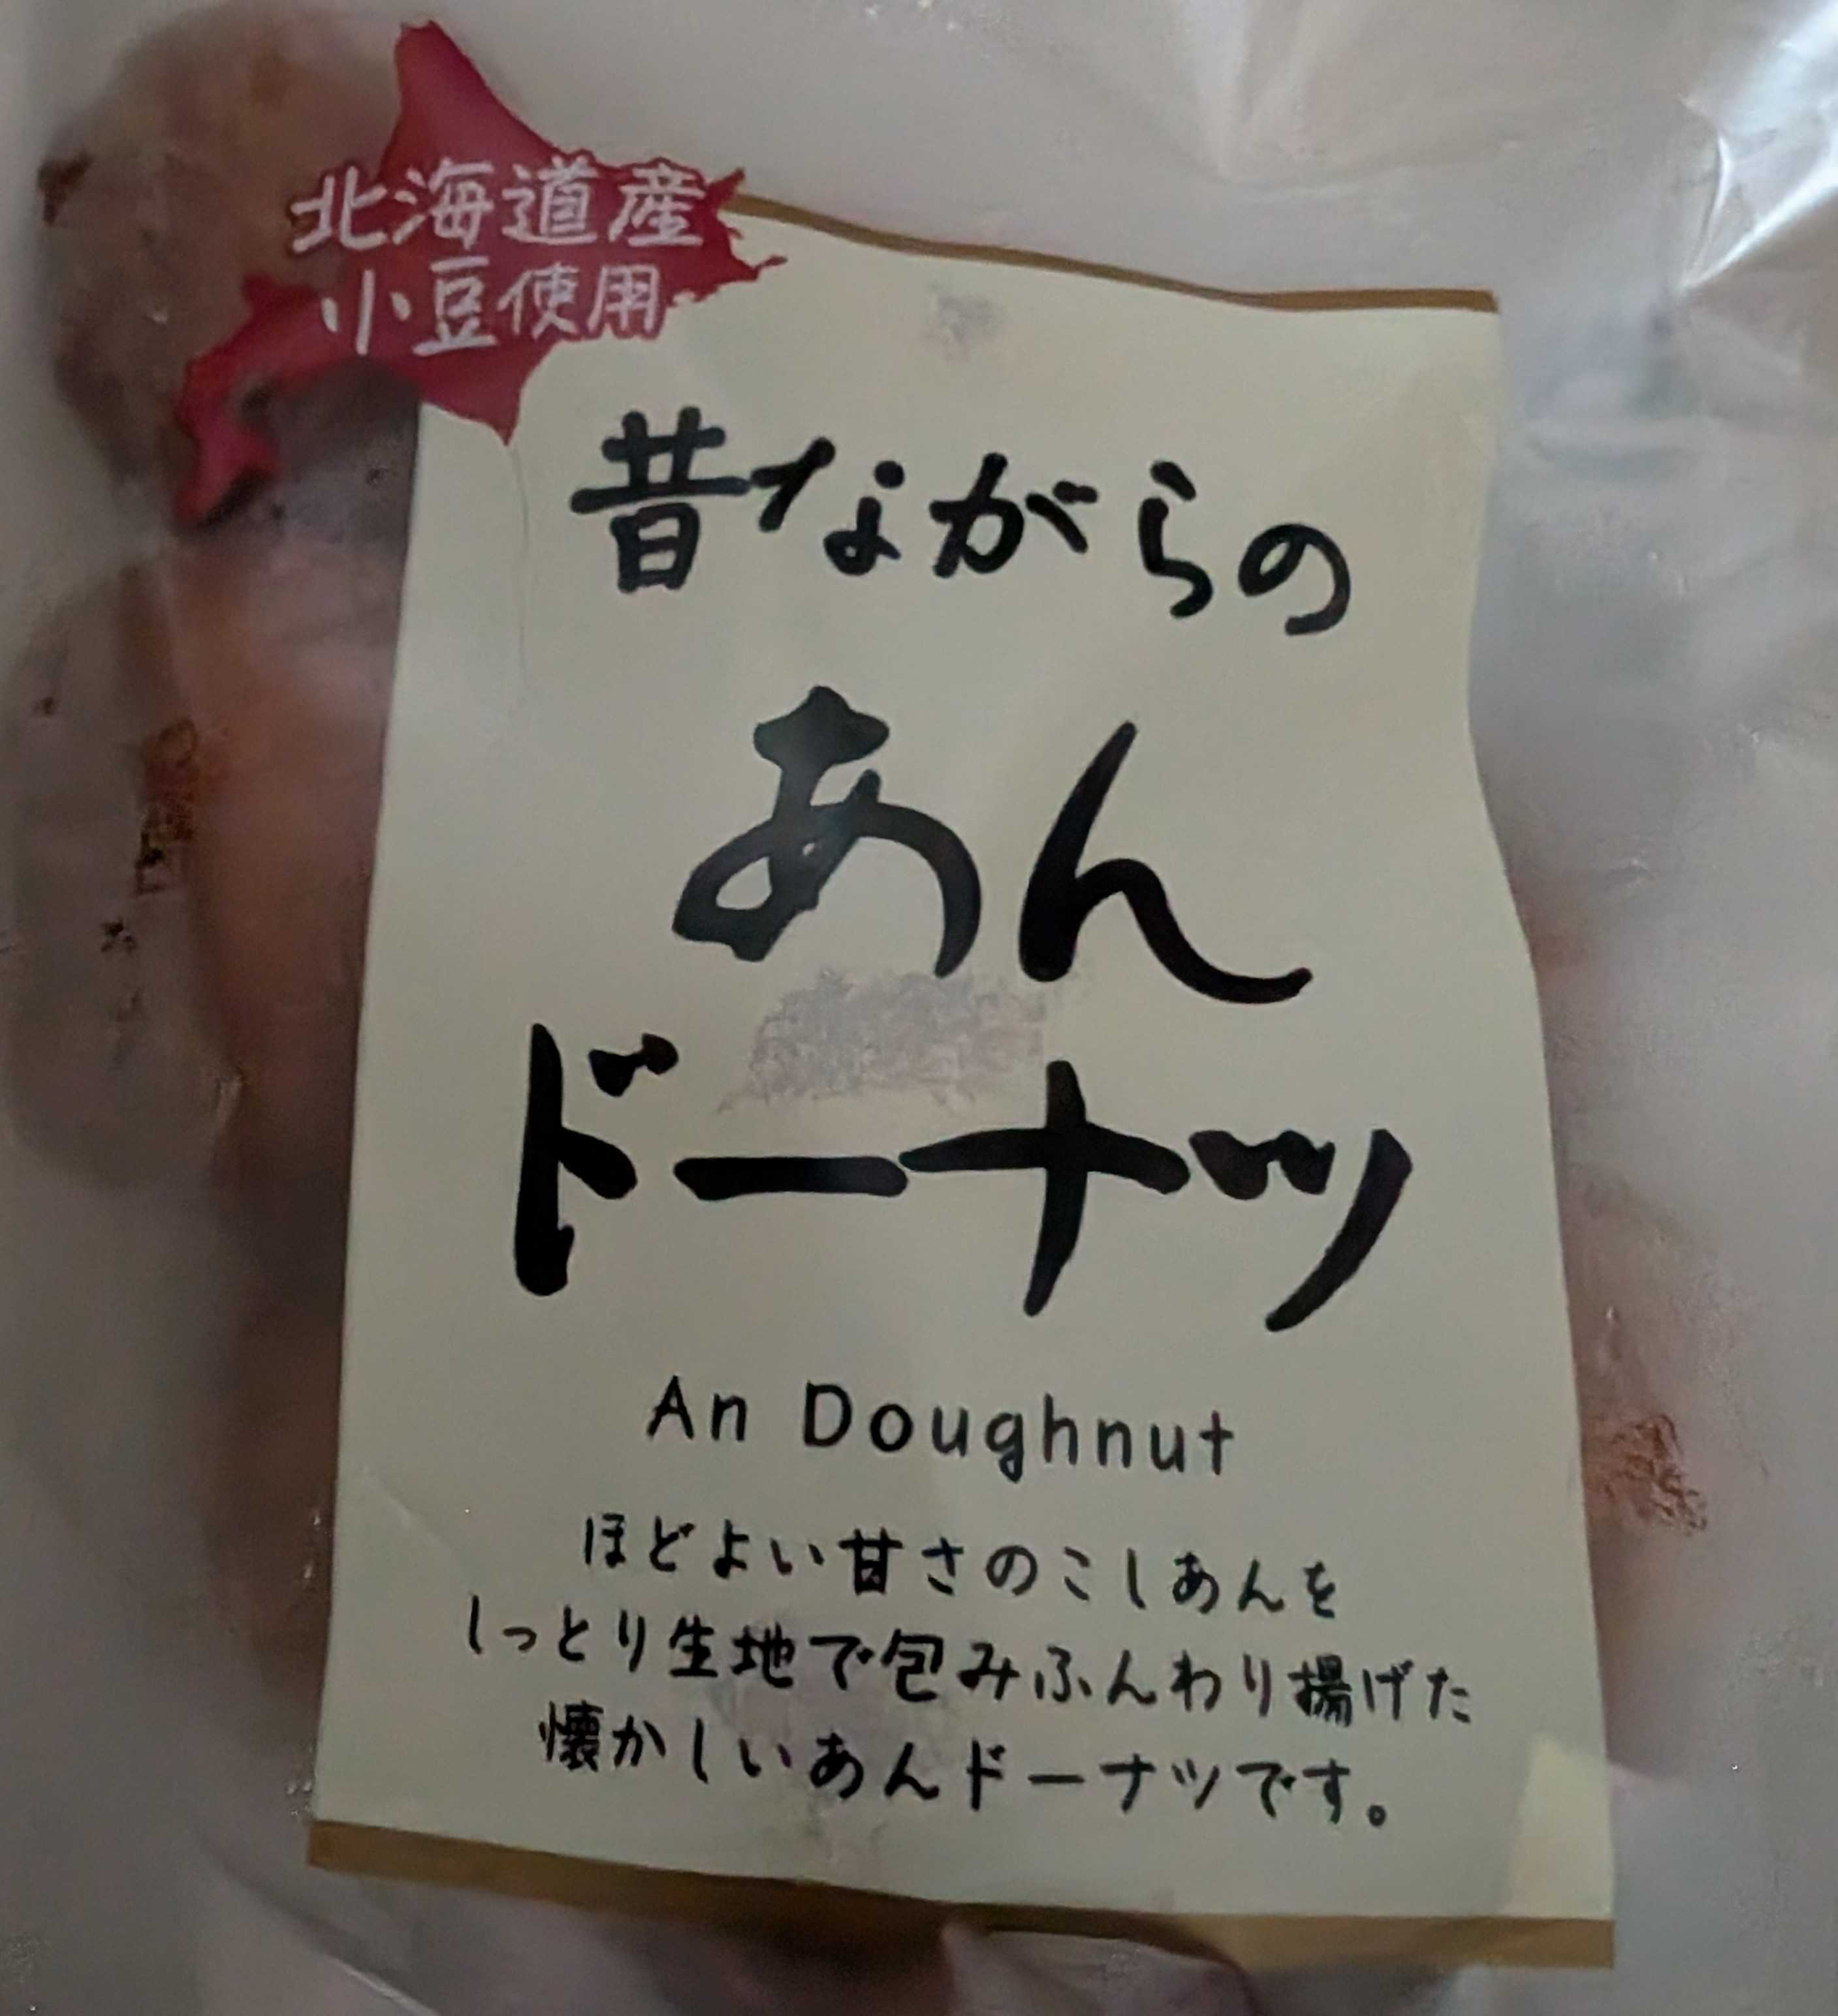 北海道産
小豆使用
昔ながらの
あん
ドーナツ
An Doughnut
ほどよい甘さのこしあんを
しっとり生地で包みふんわり揚げた
懐かしいあんドーナツです。